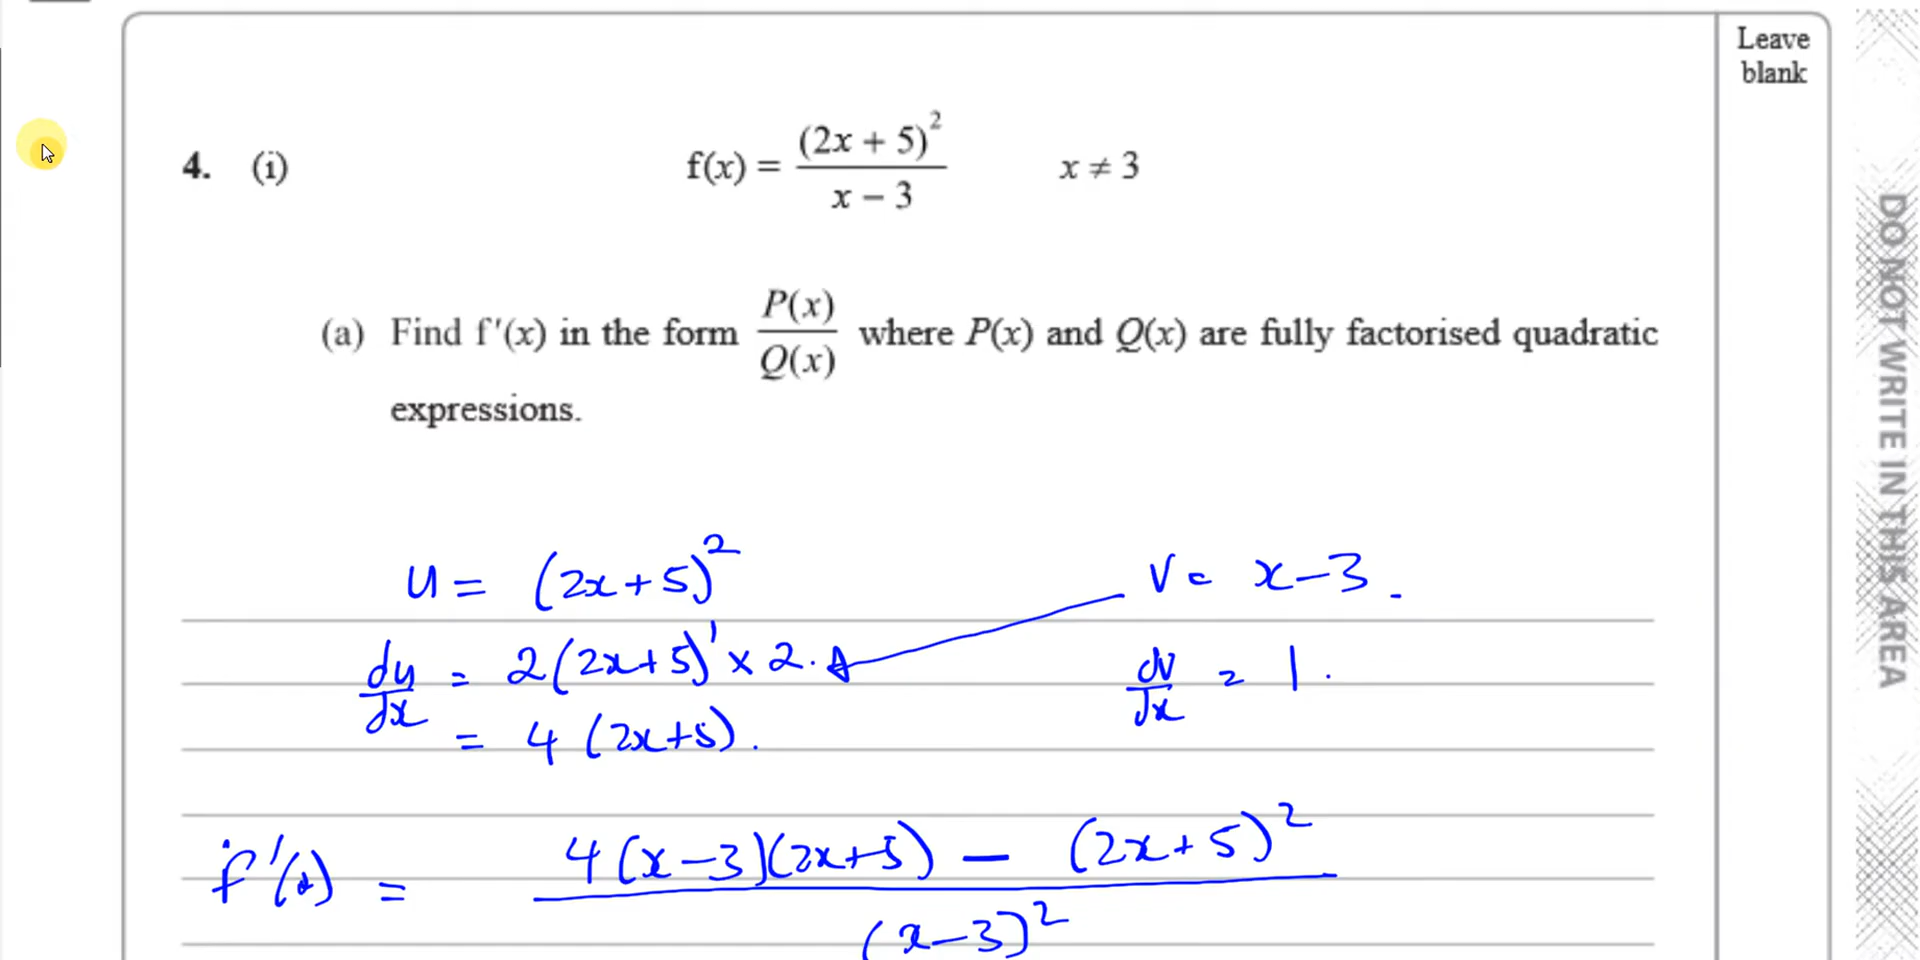 Leave
blank
4. (i) f(x) = (2x + 5)² / (x − 3) x ≠ 3
(a) Find f′(x) in the form P(x)/Q(x) where P(x) and Q(x) are fully factorised quadratic
expressions.
u = (2x+5)² v = x−3.
du/dx = 2(2x+5)¹ × 2. dv/dx = 1.
= 4(2x+5).
f′(x) = 4(x−3)(2x+5) − (2x+5)² / (x−3)²
DO NOT WRITE IN THIS AREA